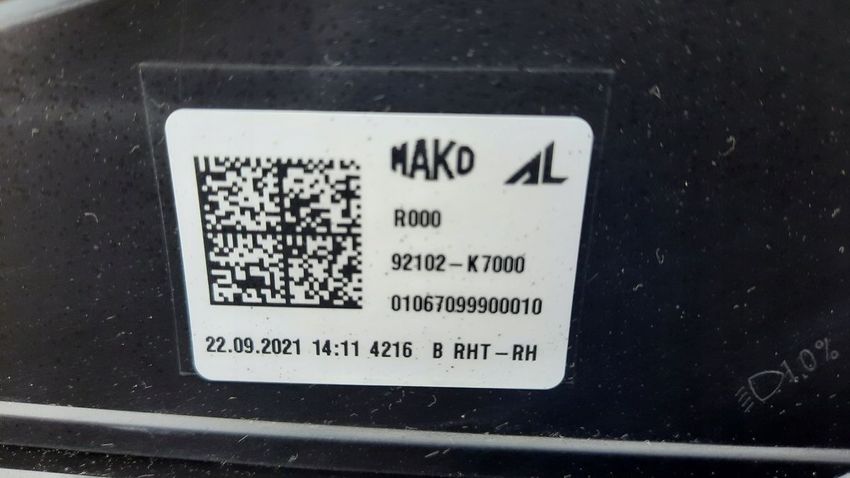 MAKO AL
R000
92102-K7000
01067099900010
22.09.2021 14:11 4216 B RHT-RH
1.0%